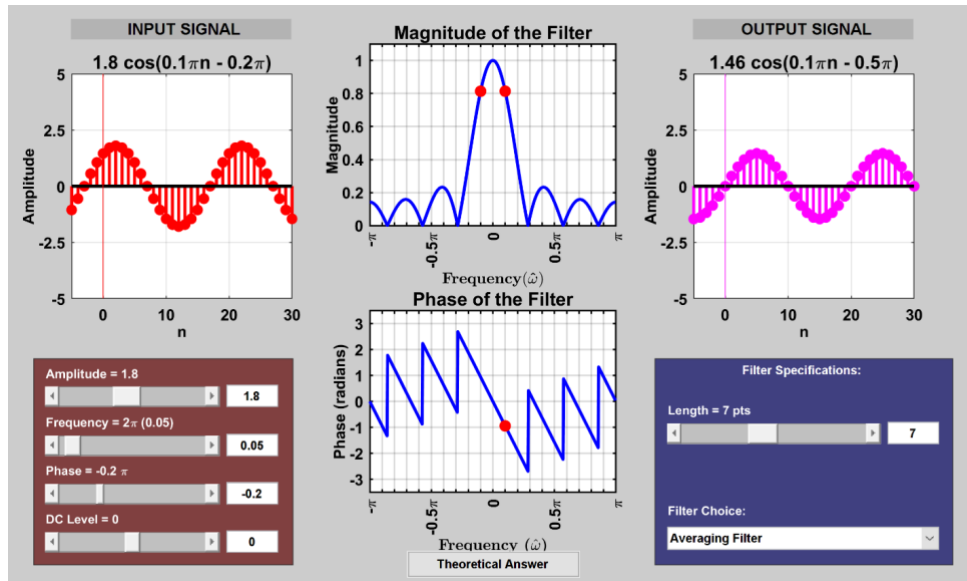 INPUT SIGNAL
1.8 cos(0.1πn - 0.2π)
5
2.5
0
-2.5
-5
Amplitude
0
10
20
30
n
Magnitude of the Filter
1
0.8
0.6
0.4
0.2
0
Magnitude
-π
-0.5π
0
0.5π
π
Frequency(ω̂)
OUTPUT SIGNAL
1.46 cos(0.1πn - 0.5π)
5
2.5
0
-2.5
-5
Amplitude
0
10
20
30
n
Phase of the Filter
3
2
1
0
-1
-2
-3
Phase (radians)
-π
-0.5π
0
0.5π
π
Frequency (ω̂)
Theoretical Answer
Amplitude = 1.8
1.8
Frequency = 2π (0.05)
0.05
Phase = -0.2 π
-0.2
DC Level = 0
0
Filter Specifications:
Length = 7 pts
7
Filter Choice:
Averaging Filter